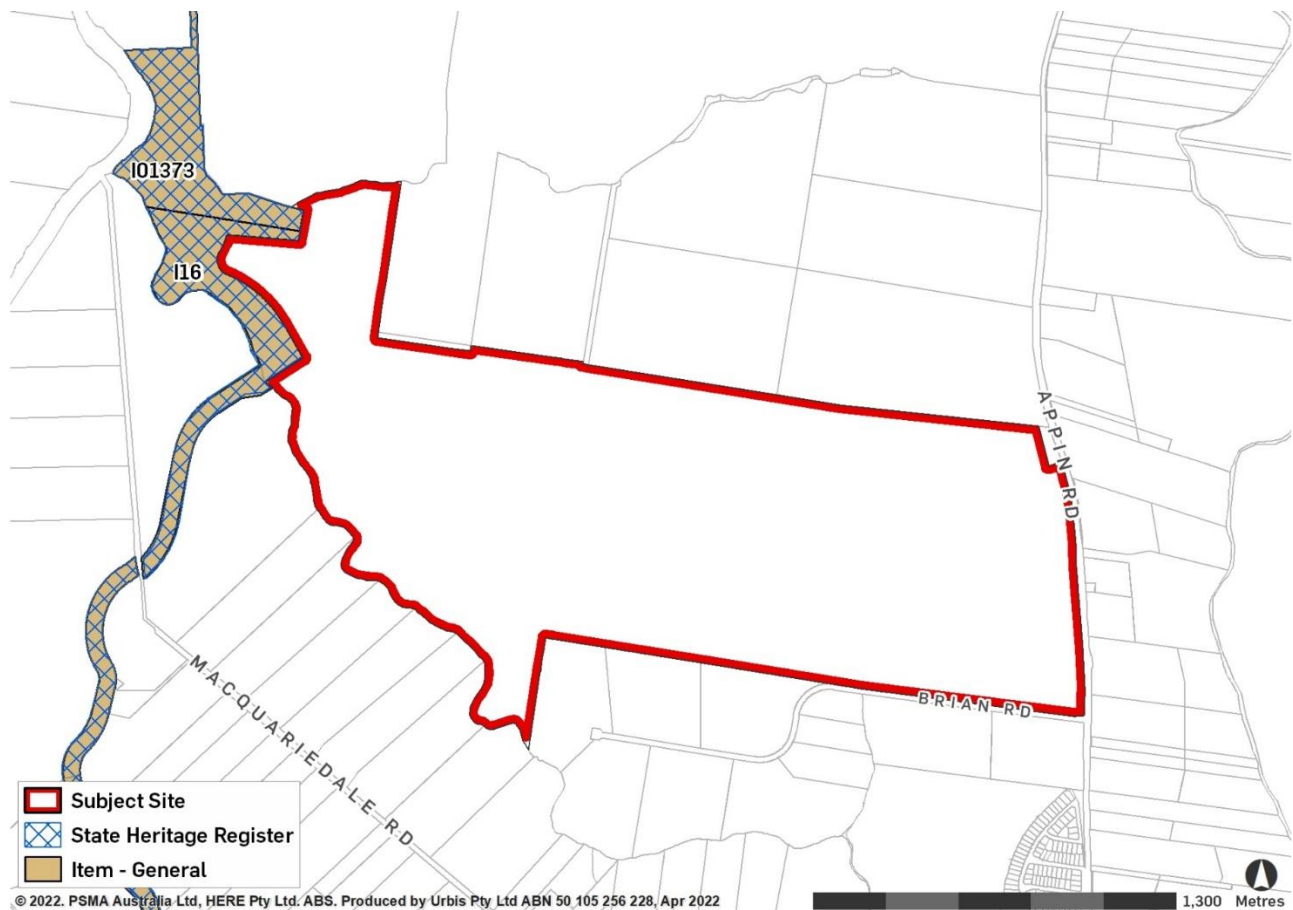 I01373
I16
APPIN RD
BRIAN RD
MACQUARIEDALE RD
Subject Site
State Heritage Register
Item - General
© 2022. PSMA Australia Ltd, HERE Pty Ltd. ABS. Produced by Urbis Pty Ltd ABN 50 105 256 228, Apr 2022
1,300 Metres